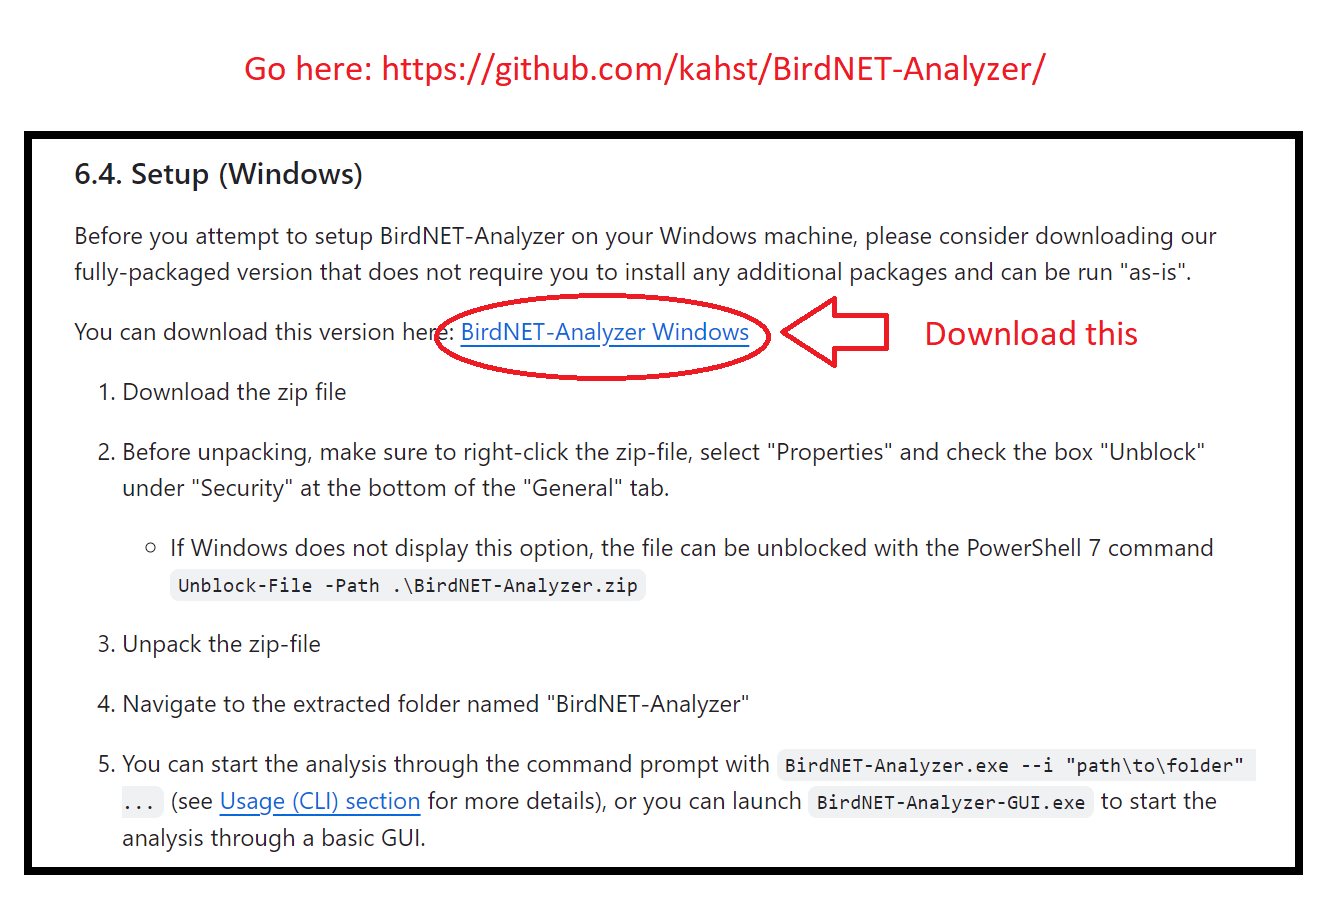 Go here: https://github.com/kahst/BirdNET-Analyzer/
6.4. Setup (Windows)
Before you attempt to setup BirdNET-Analyzer on your Windows machine, please consider downloading our
fully-packaged version that does not require you to install any additional packages and can be run "as-is".
You can download this version here: BirdNET-Analyzer Windows
Download this
1. Download the zip file
2. Before unpacking, make sure to right-click the zip-file, select "Properties" and check the box "Unblock"
under "Security" at the bottom of the "General" tab.
○ If Windows does not display this option, the file can be unblocked with the PowerShell 7 command
Unblock-File -Path .\BirdNET-Analyzer.zip
3. Unpack the zip-file
4. Navigate to the extracted folder named "BirdNET-Analyzer"
5. You can start the analysis through the command prompt with BirdNET-Analyzer.exe --i "path\to\folder"
... (see Usage (CLI) section for more details), or you can launch BirdNET-Analyzer-GUI.exe to start the
analysis through a basic GUI.